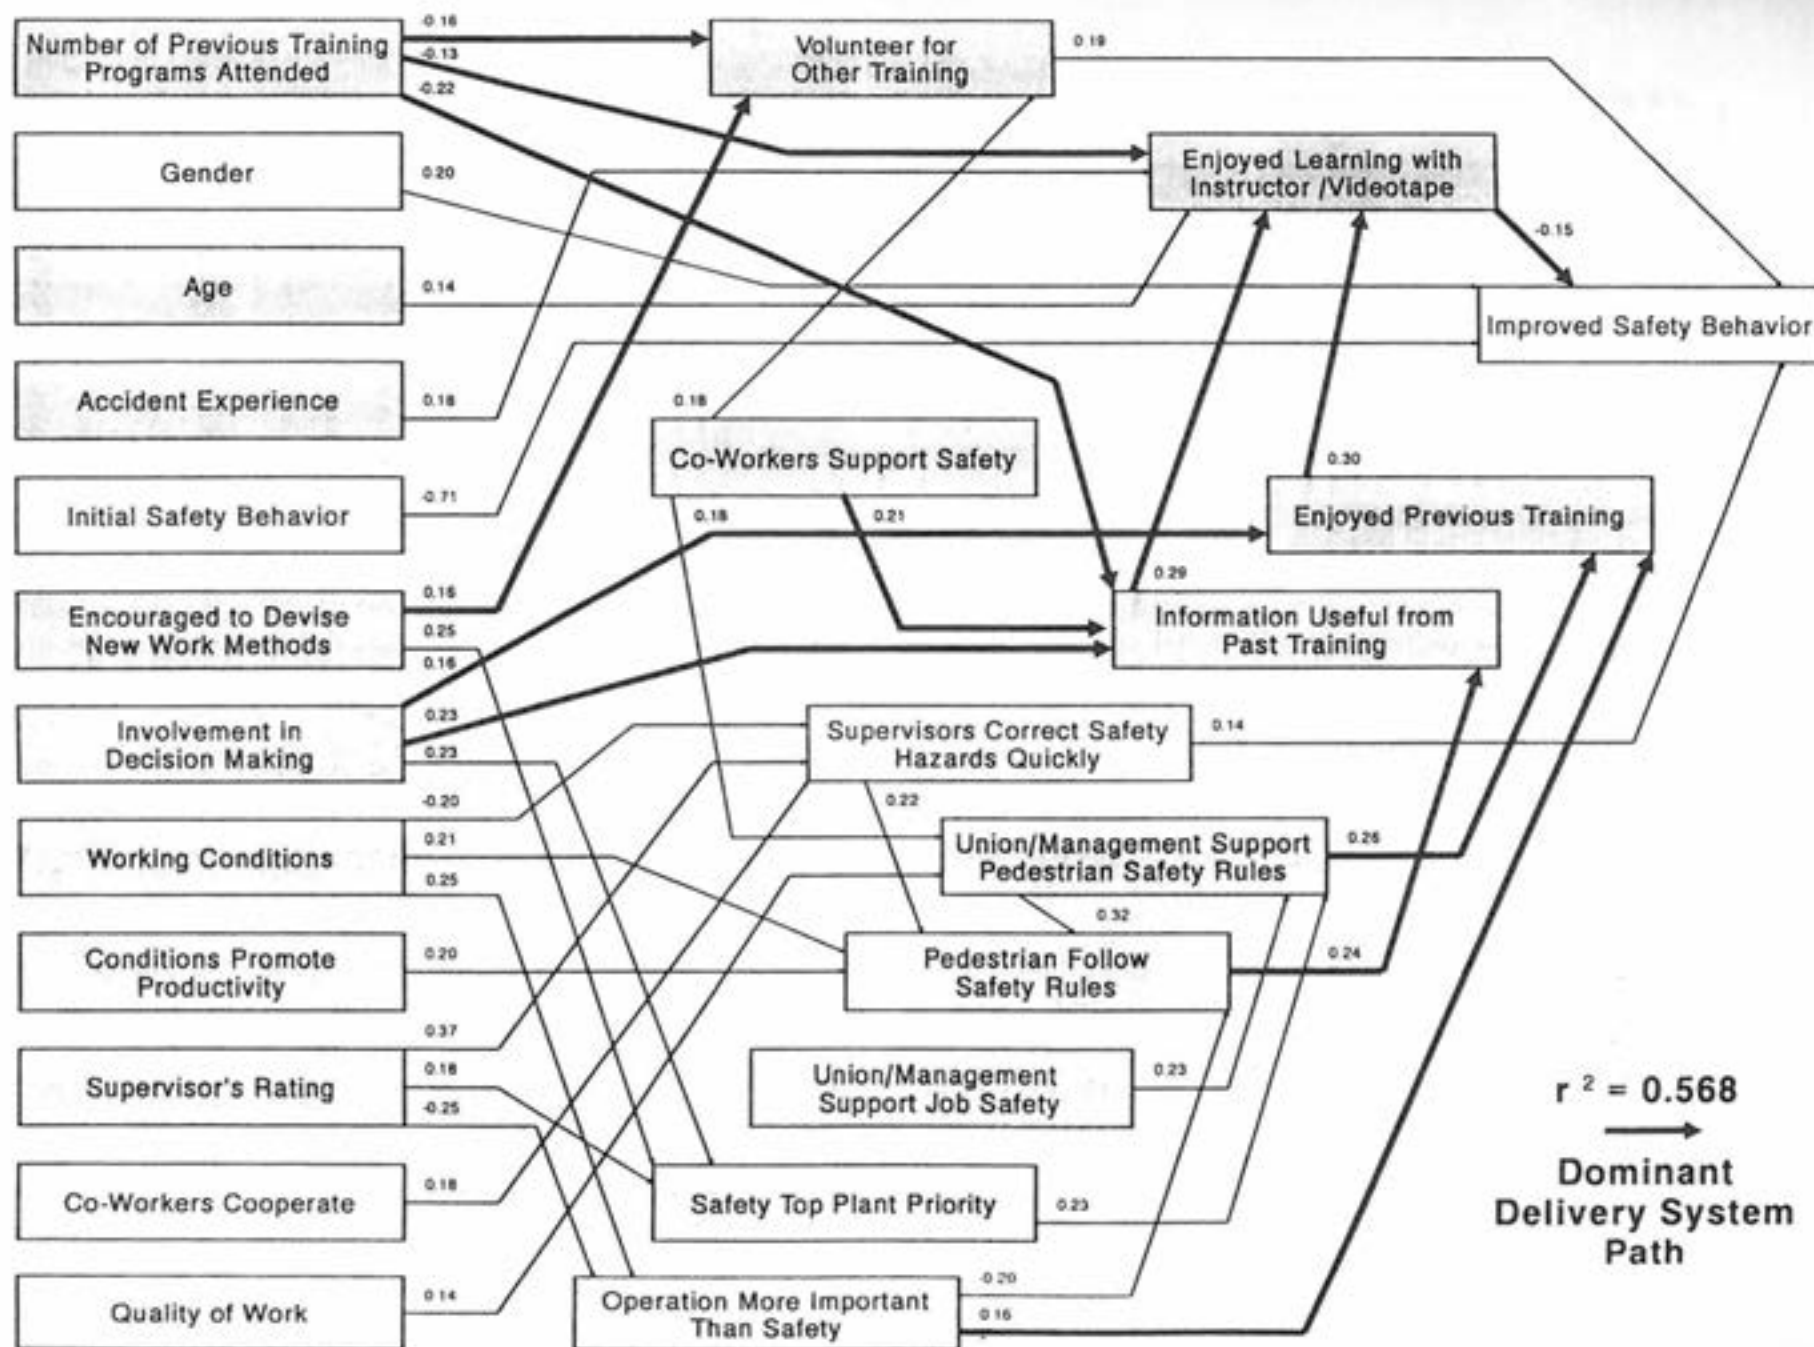 -0.16
Number of Previous Training
Programs Attended
-0.13
-0.22
Volunteer for
Other Training
0.19
Gender
0.20
Enjoyed Learning with
Instructor /Videotape
-0.15
Age
0.14
Improved Safety Behavior
Accident Experience
0.18
0.18
Co-Workers Support Safety
Initial Safety Behavior
-0.71
0.18
0.21
0.30
Enjoyed Previous Training
Encouraged to Devise
New Work Methods
0.15
0.25
0.16
0.29
Information Useful from
Past Training
Involvement in
Decision Making
0.23
0.23
Supervisors Correct Safety
Hazards Quickly
0.14
-0.20
Working Conditions
0.21
0.25
0.22
Union/Management Support
Pedestrian Safety Rules
0.26
0.32
Conditions Promote
Productivity
0.20
Pedestrian Follow
Safety Rules
0.24
0.37
Supervisor's Rating
0.18
-0.25
Union/Management
Support Job Safety
0.23
r 2 = 0.568
Dominant
Delivery System
Path
Co-Workers Cooperate
0.18
Safety Top Plant Priority
0.23
Quality of Work
0.14
Operation More Important
Than Safety
-0.20
0.16